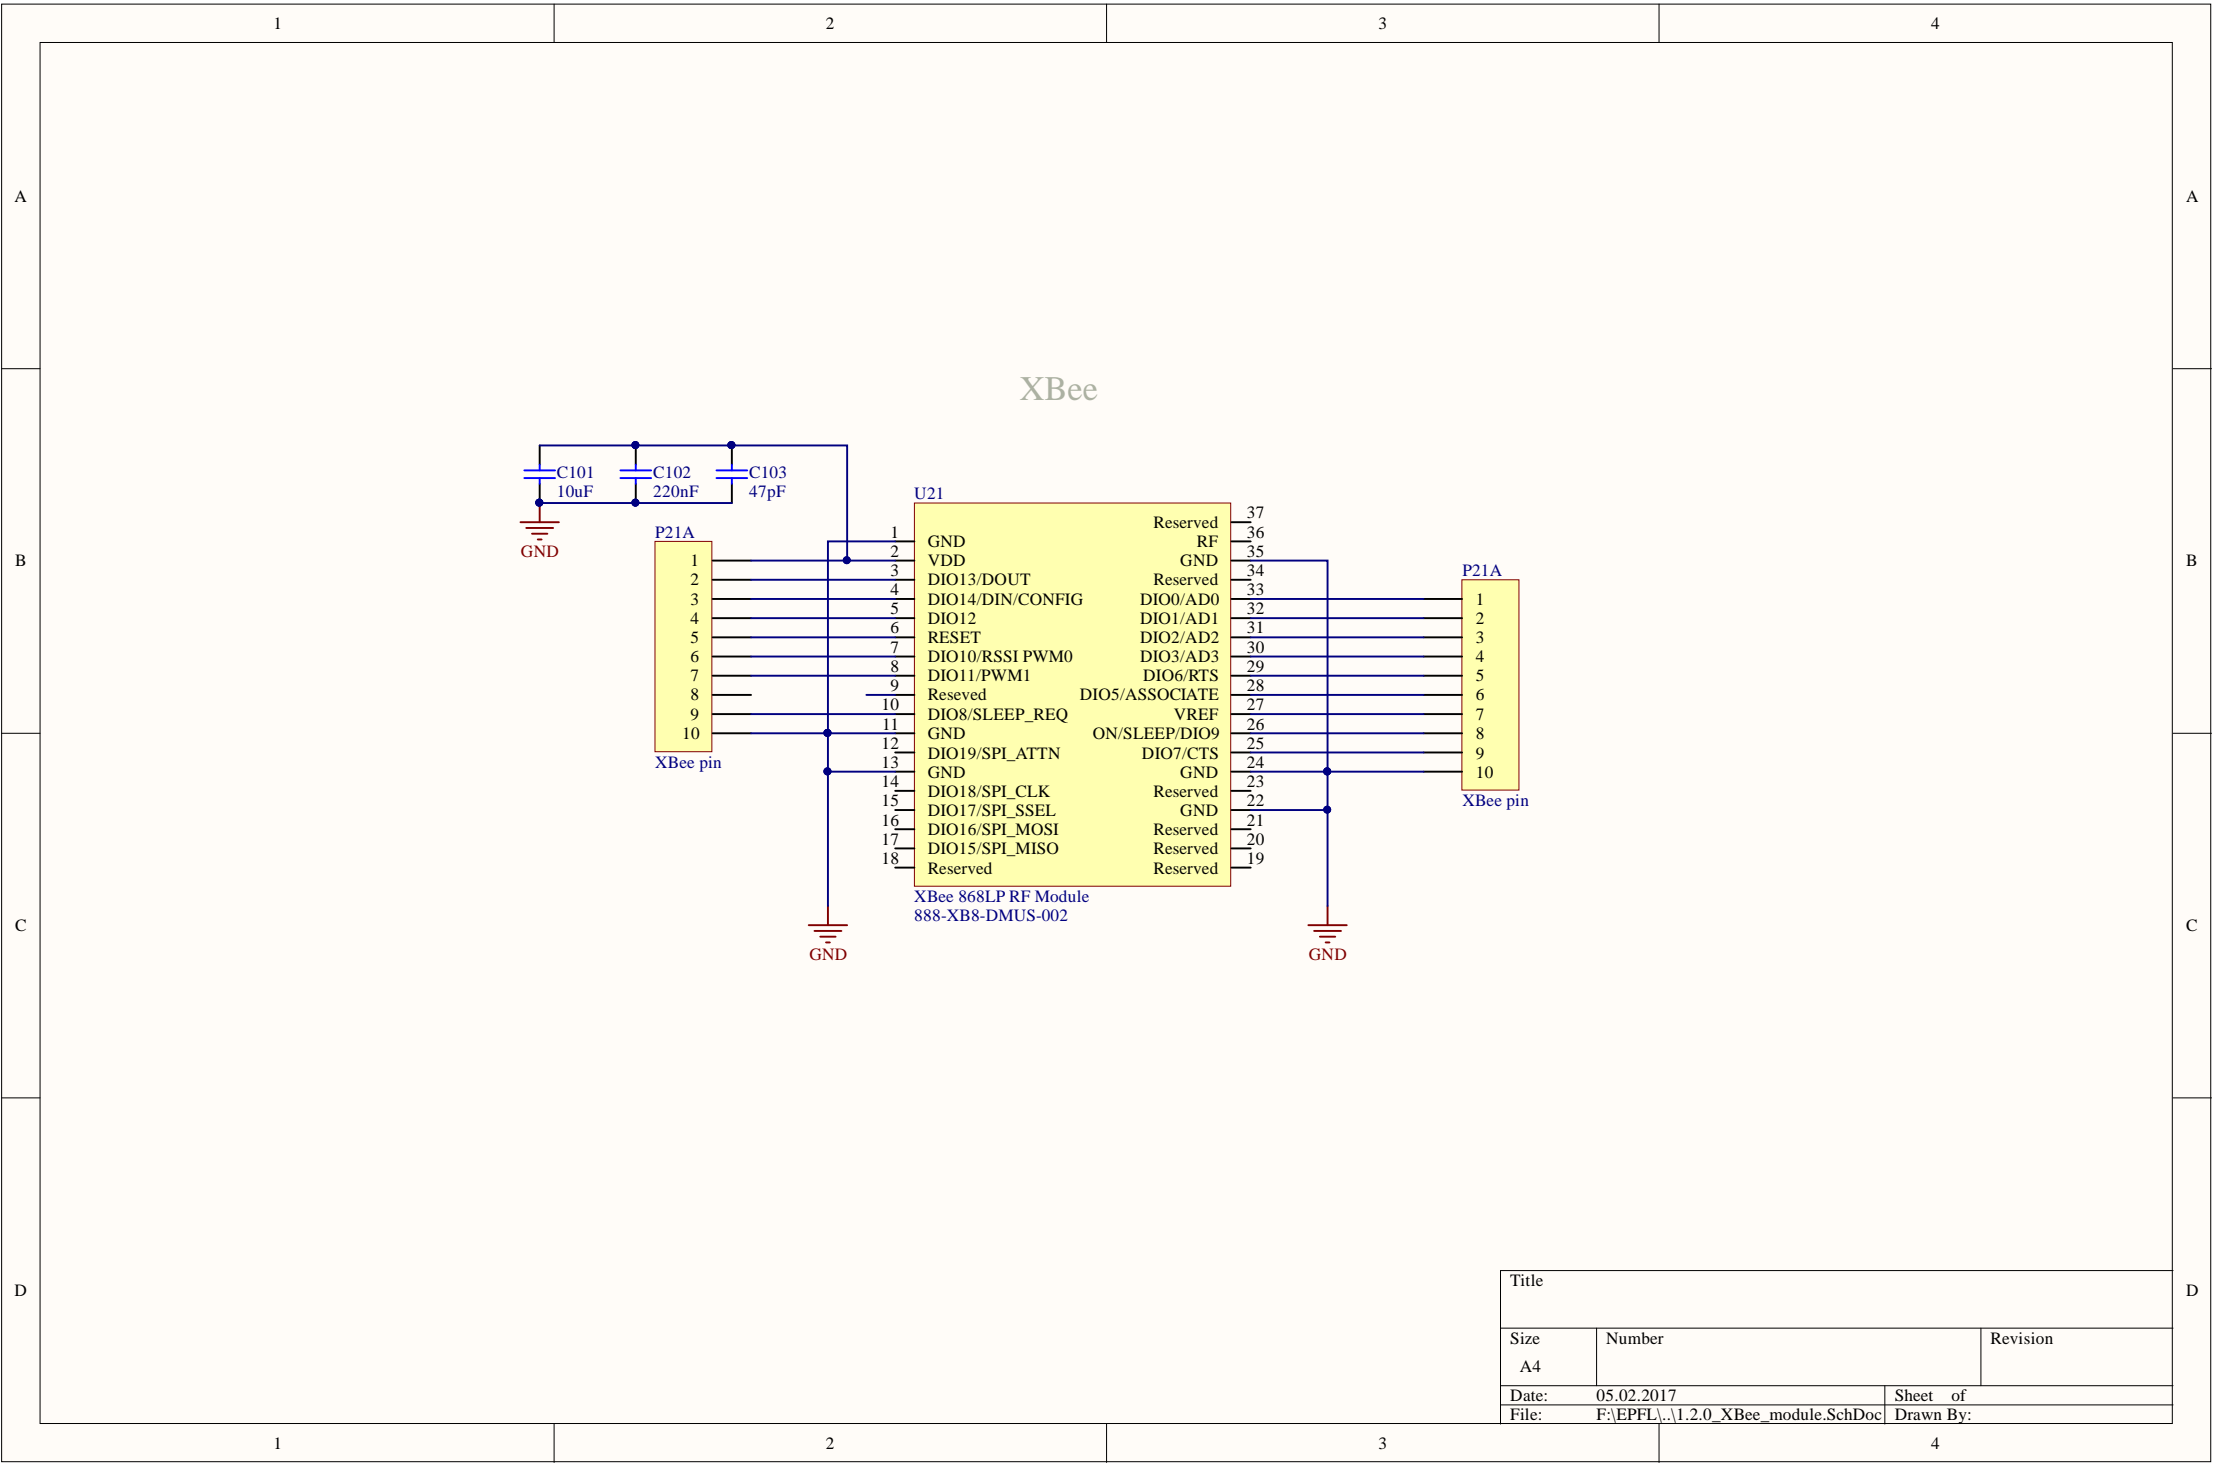 1 2 3 4
A A
XBee
C101 C102 C103
10uF 220nF 47pF
GND
B B
P21A
1
2
3
4
5
6
7
8
9
10
XBee pin
U21
1 GND
2 VDD
3 DIO13/DOUT
4 DIO14/DIN/CONFIG
5 DIO12
6 RESET
7 DIO10/RSSI PWM0
8 DIO11/PWM1
9 Reseved
10 DIO8/SLEEP_REQ
11 GND
12 DIO19/SPI_ATTN
13 GND
14 DIO18/SPI_CLK
15 DIO17/SPI_SSEL
16 DIO16/SPI_MOSI
17 DIO15/SPI_MISO
18 Reserved
Reserved 37
RF 36
GND 35
Reserved 34
DIO0/AD0 33
DIO1/AD1 32
DIO2/AD2 31
DIO3/AD3 30
DIO6/RTS 29
DIO5/ASSOCIATE 28
VREF 27
ON/SLEEP/DIO9 26
DIO7/CTS 25
GND 24
Reserved 23
GND 22
Reserved 21
Reserved 20
Reserved 19
XBee 868LP RF Module
888-XB8-DMUS-002
P21A
1
2
3
4
5
6
7
8
9
10
XBee pin
C C
GND GND
D D
Title
Size Number Revision
A4
Date: 05.02.2017 Sheet of
File: F:\EPFL\..\1.2.0_XBee_module.SchDoc Drawn By:
1 2 3 4